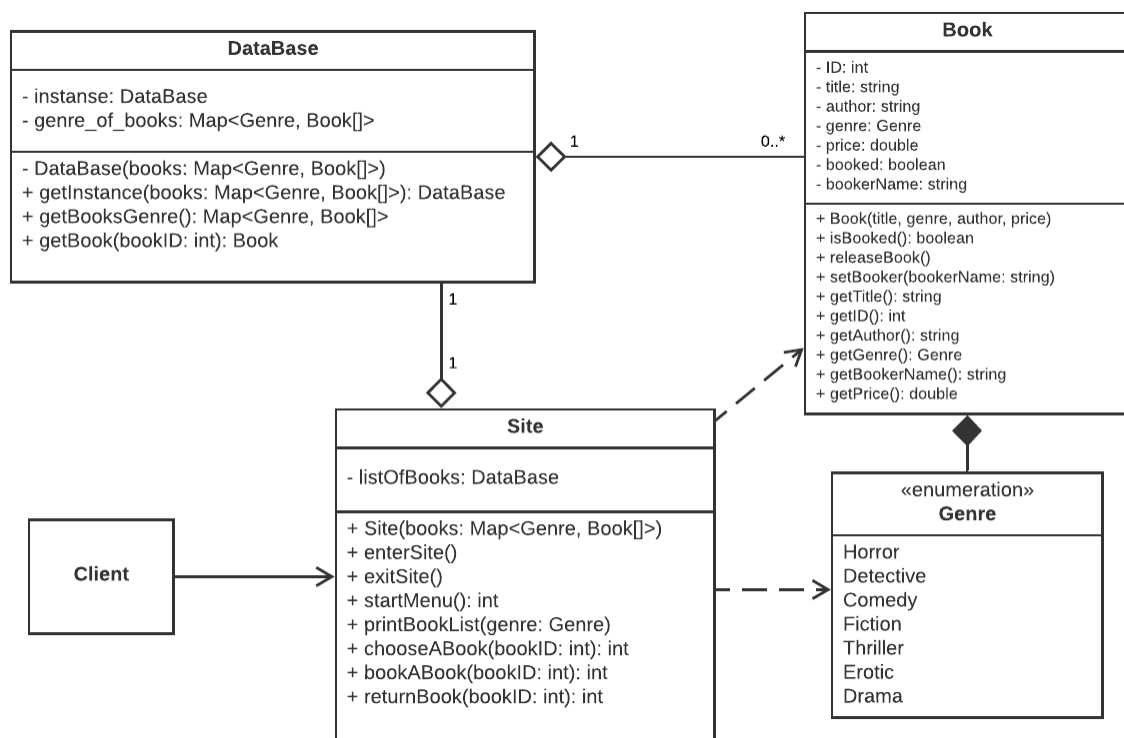 DataBase
- instanse: DataBase
- genre_of_books: Map<Genre, Book[]>
- DataBase(books: Map<Genre, Book[]>)
+ getInstance(books: Map<Genre, Book[]>): DataBase
+ getBooksGenre(): Map<Genre, Book[]>
+ getBook(bookID: int): Book
1
0..*
Book
- ID: int
- title: string
- author: string
- genre: Genre
- price: double
- booked: boolean
- bookerName: string
+ Book(title, genre, author, price)
+ isBooked(): boolean
+ releaseBook()
+ setBooker(bookerName: string)
+ getTitle(): string
+ getID(): int
+ getAuthor(): string
+ getGenre(): Genre
+ getBookerName(): string
+ getPrice(): double
1
1
Site
- listOfBooks: DataBase
+ Site(books: Map<Genre, Book[]>)
+ enterSite()
+ exitSite()
+ startMenu(): int
+ printBookList(genre: Genre)
+ chooseABook(bookID: int): int
+ bookABook(bookID: int): int
+ returnBook(bookID: int): int
Client
«enumeration»
Genre
Horror
Detective
Comedy
Fiction
Thriller
Erotic
Drama